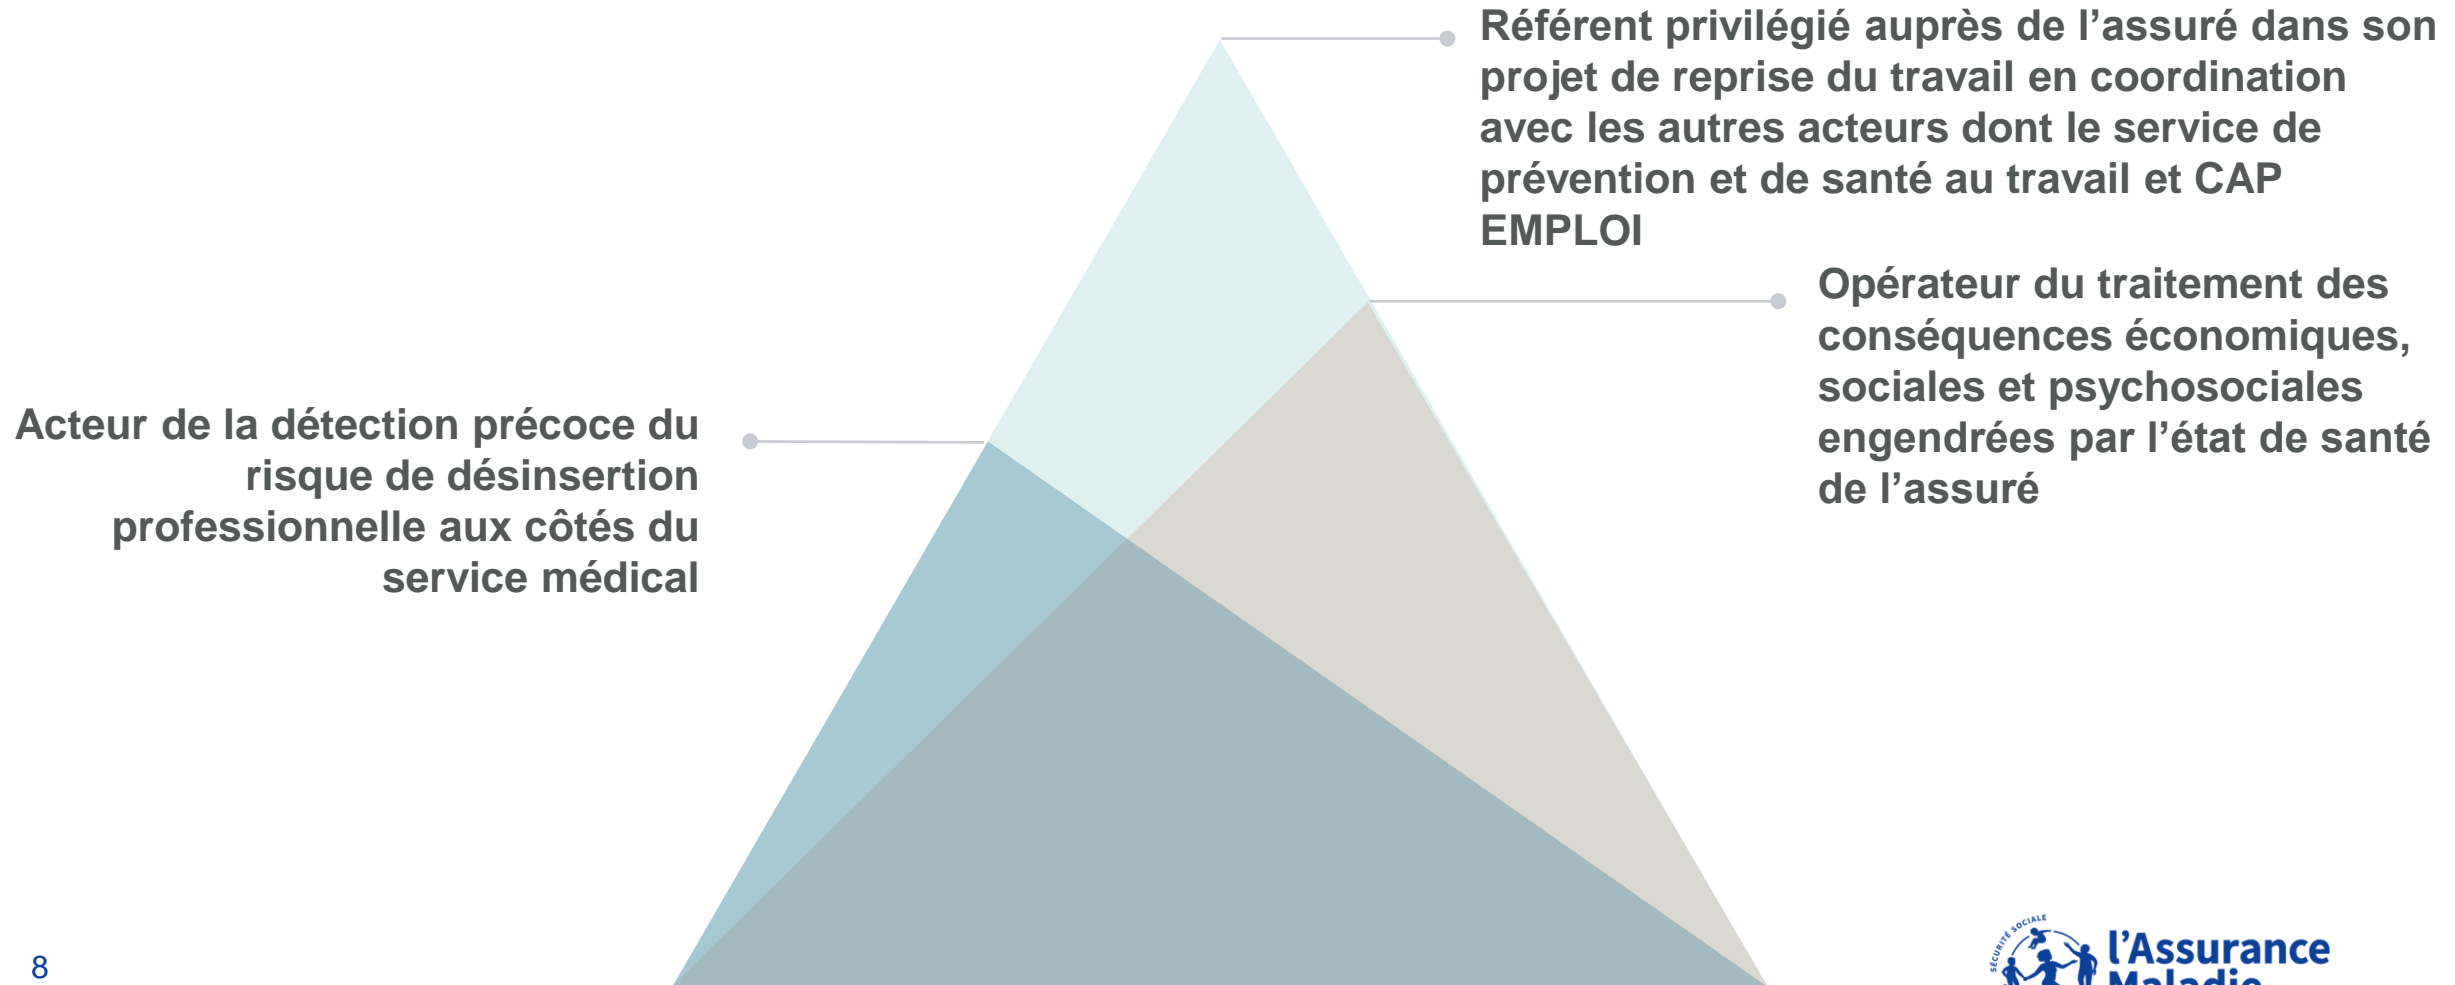 Référent privilégié auprès de l’assuré dans son
projet de reprise du travail en coordination
avec les autres acteurs dont le service de
prévention et de santé au travail et CAP
EMPLOI
Opérateur du traitement des
conséquences économiques,
sociales et psychosociales
engendrées par l’état de santé
de l’assuré
Acteur de la détection précoce du
risque de désinsertion
professionnelle aux côtés du
service médical
8
SÉCURITÉ SOCIALE
l’Assurance
Maladie